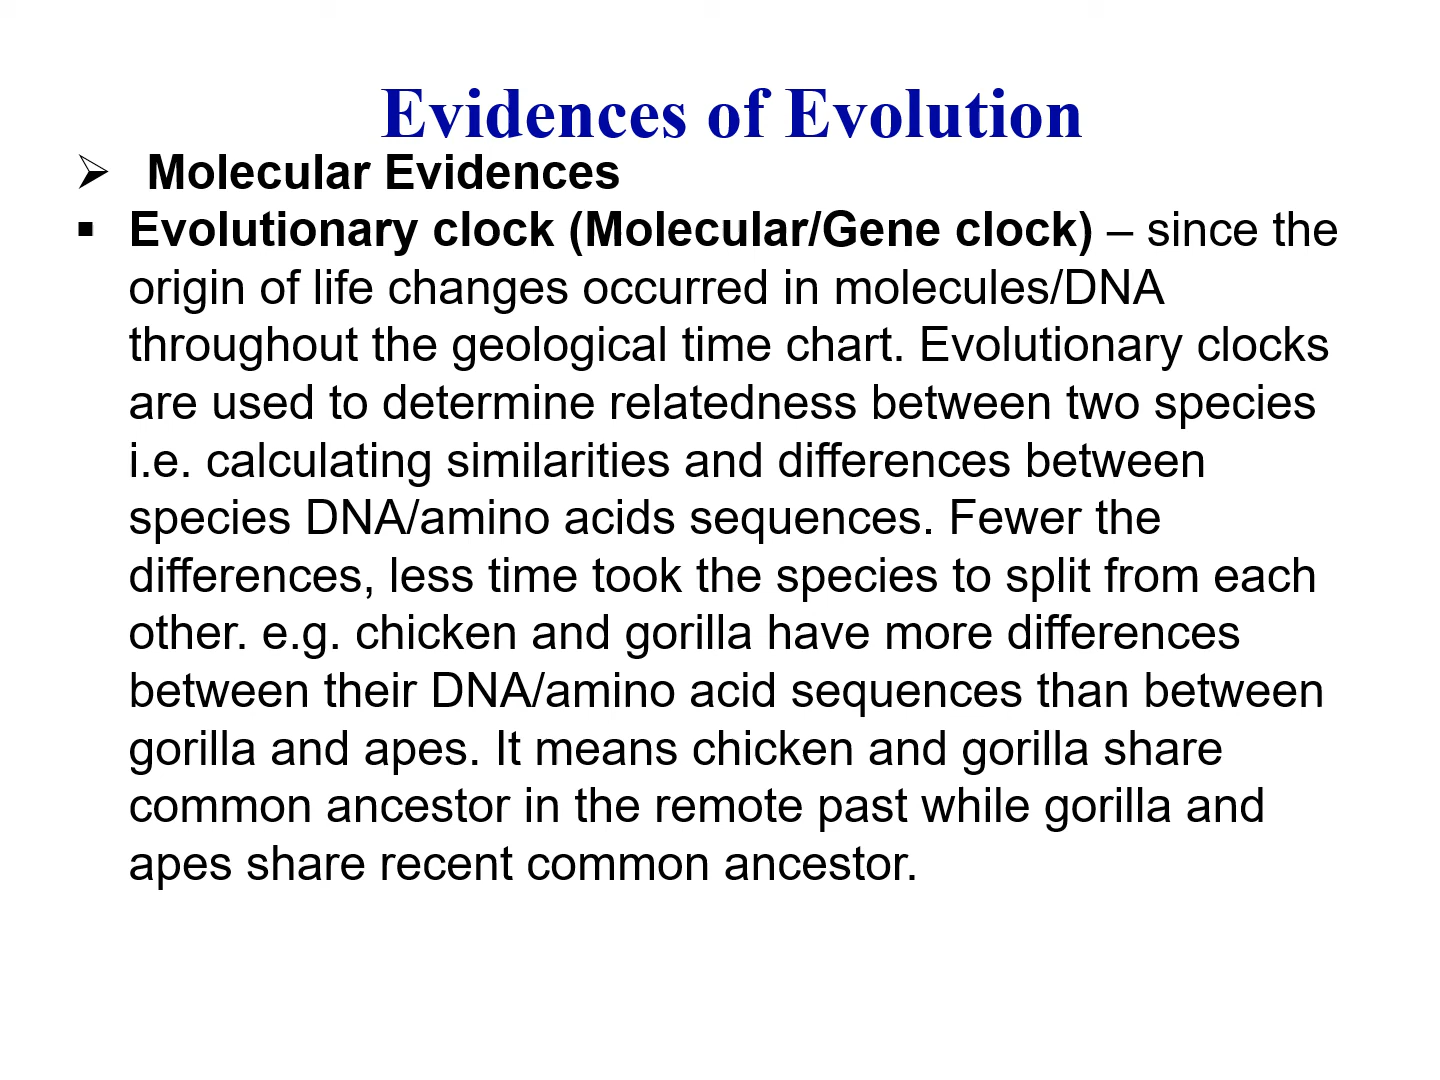 Evidences of Evolution
➢ Molecular Evidences
▪ Evolutionary clock (Molecular/Gene clock) – since the
origin of life changes occurred in molecules/DNA
throughout the geological time chart. Evolutionary clocks
are used to determine relatedness between two species
i.e. calculating similarities and differences between
species DNA/amino acids sequences. Fewer the
differences, less time took the species to split from each
other. e.g. chicken and gorilla have more differences
between their DNA/amino acid sequences than between
gorilla and apes. It means chicken and gorilla share
common ancestor in the remote past while gorilla and
apes share recent common ancestor.